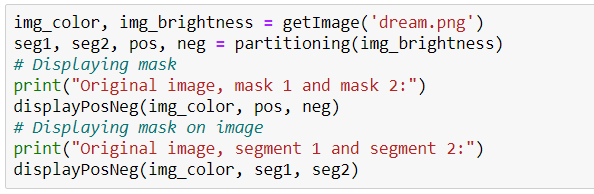 img_color, img_brightness = getImage('dream.png')
seg1, seg2, pos, neg = partitioning(img_brightness)
# Displaying mask
print("Original image, mask 1 and mask 2:")
displayPosNeg(img_color, pos, neg)
# Displaying mask on image
print("Original image, segment 1 and segment 2:")
displayPosNeg(img_color, seg1, seg2)